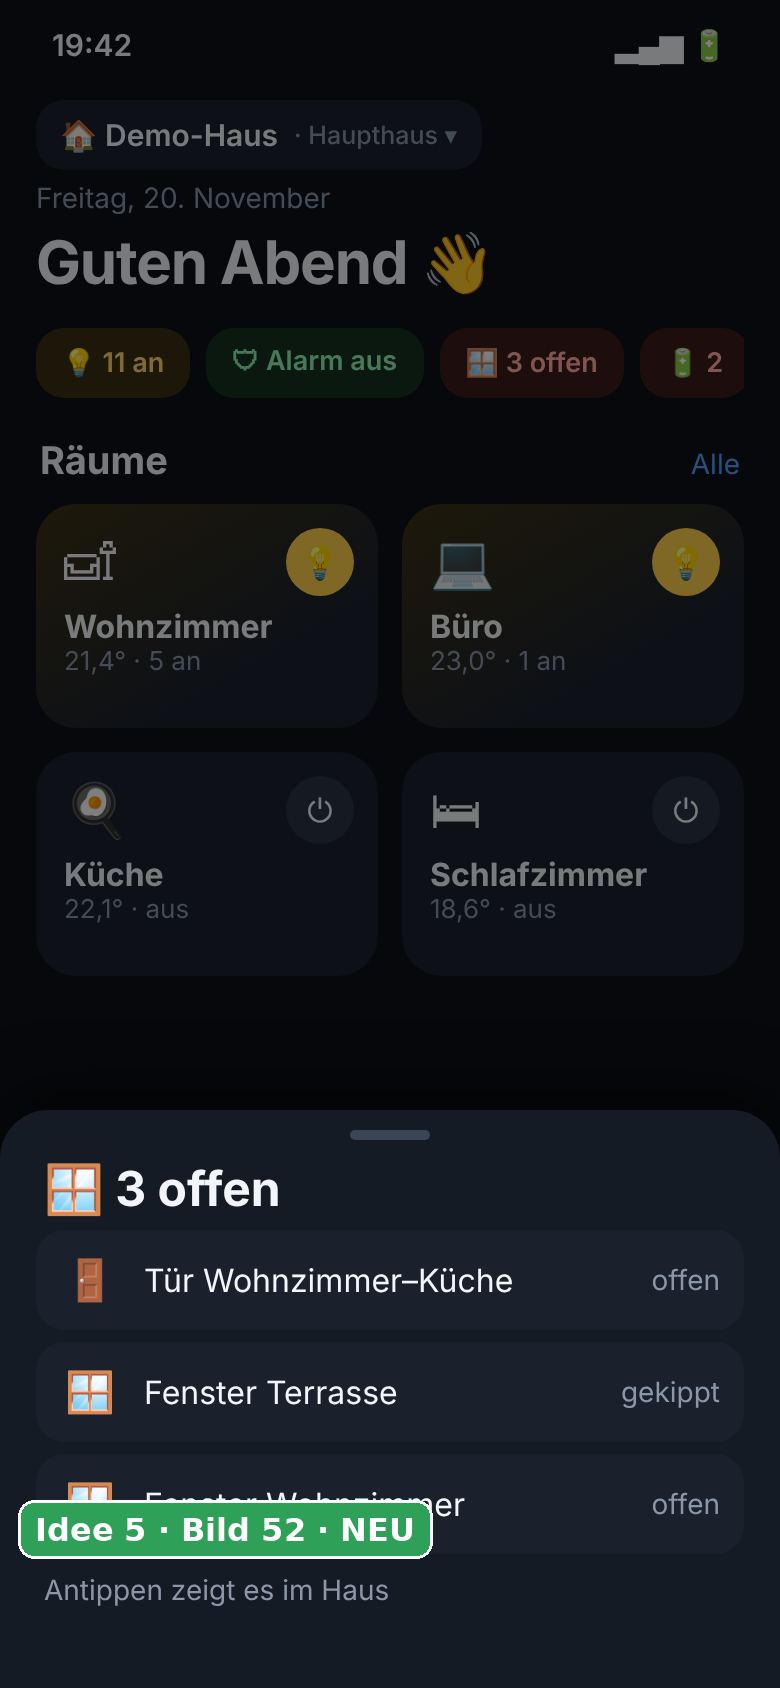 19:42
Demo-Haus · Haupthaus ▾
Freitag, 20. November
Guten Abend 👋
💡 11 an
🛡 Alarm aus
🪟 3 offen
🔋 2
Räume
Alle
Wohnzimmer
21,4° · 5 an
Büro
23,0° · 1 an
Küche
22,1° · aus
Schlafzimmer
18,6° · aus
🪟 3 offen
Tür Wohnzimmer–Küche offen
Fenster Terrasse gekippt
Fenster Wohnzimmer offen
Idee 5 · Bild 52 · NEU
Antippen zeigt es im Haus